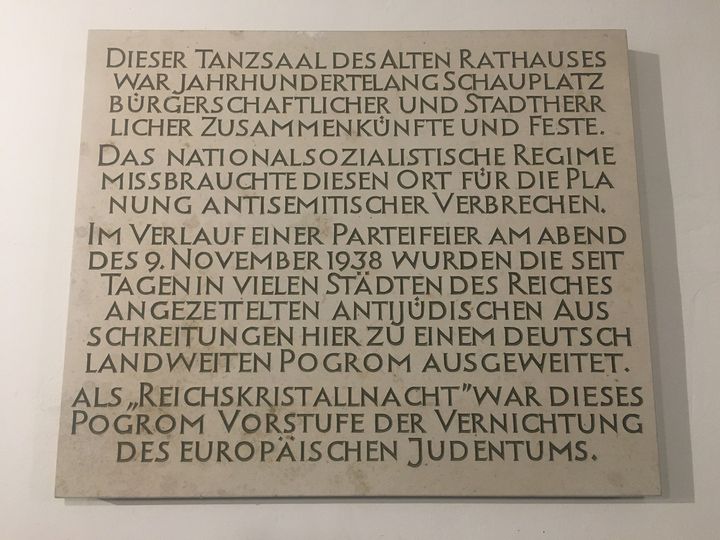 DIESER TANZSAAL DES ALTEN RATHAUSES
WAR JAHRHUNDERTELANG SCHAUPLATZ
BÜRGERSCHAFTLICHER UND STADTHERR
LICHER ZUSAMMENKÜNFTE UND FESTE.
DAS NATIONALSOZIALISTISCHE REGIME
MISSBRAUCHTE DIESEN ORT FÜR DIE PLA
NUNG ANTISEMITISCHER VERBRECHEN.
IM VERLAUF EINER PARTEIFEIER AM ABEND
DES 9. NOVEMBER 1938 WURDEN DIE SEIT
TAGEN IN VIELEN STÄDTEN DES REICHES
ANGEZETTELTEN ANTIJÜDISCHEN AUS
SCHREITUNGEN HIER ZU EINEM DEUTSCH
LANDWEITEN POGROM AUSGEWEITET.
ALS „REICHSKRISTALLNACHT" WAR DIESES
POGROM VORSTUFE DER VERNICHTUNG
DES EUROPÄISCHEN JUDENTUMS.